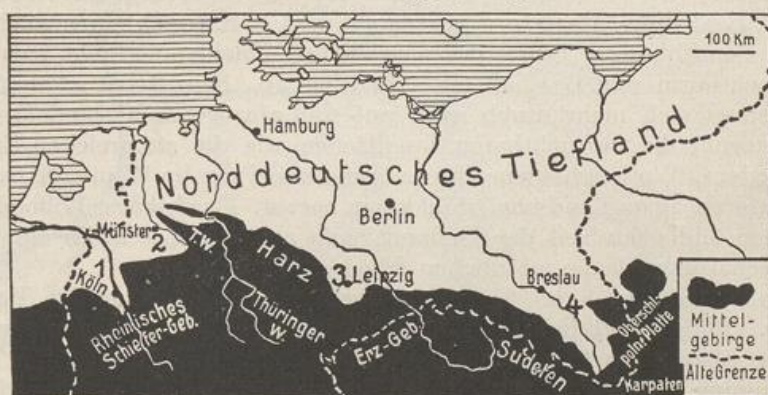 100 Km
Hamburg
Norddeutsches Tiefland
Berlin
Münster
2
T.W.
Harz
3. Leipzig
Breslau
4
1
Köln
Rheinisches
Schiefer-Geb.
Thüringer
W.
Erz-Geb.
Sudeten
Oberschl.
poln. Platte
Karpaten
Mittel-
gebirge
Alte Grenze